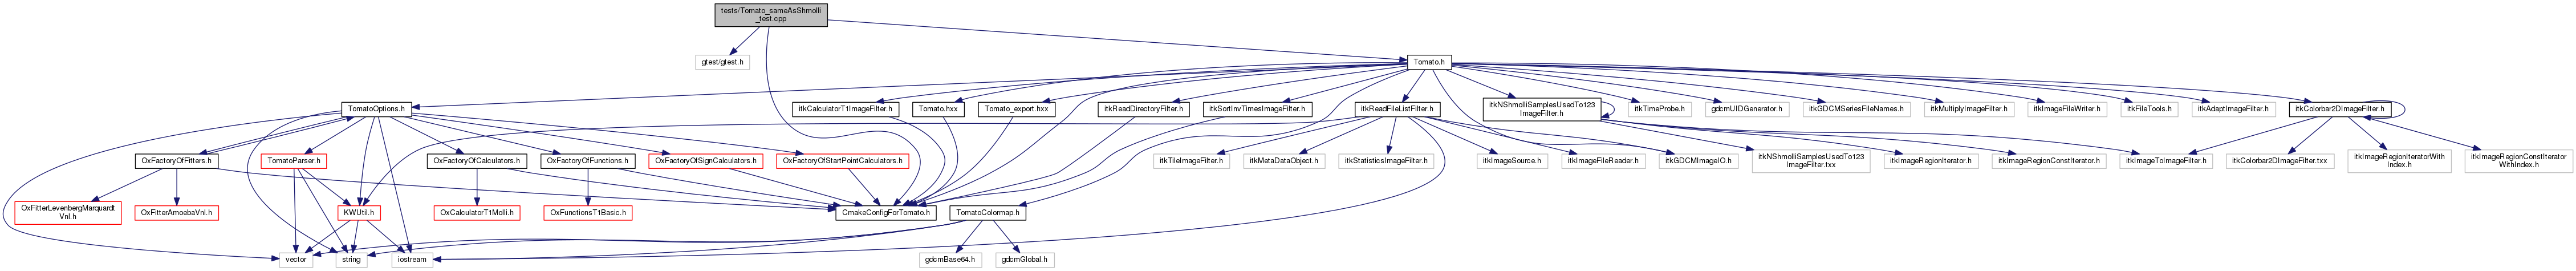 tests/Tomato_sameAsShmolli
_test.cpp
gtest/gtest.h
Tomato.h
TomatoOptions.h
itkCalculatorT1ImageFilter.h
Tomato.hxx
Tomato_export.hxx
itkReadDirectoryFilter.h
itkSortInvTimesImageFilter.h
itkReadFileListFilter.h
itkNShmolliSamplesUsedTo123
ImageFilter.h
itkTimeProbe.h
gdcmUIDGenerator.h
itkGDCMSeriesFileNames.h
itkMultiplyImageFilter.h
itkImageFileWriter.h
itkFileTools.h
itkAdaptImageFilter.h
itkColorbar2DImageFilter.h
OxFactoryOfFitters.h
TomatoParser.h
OxFactoryOfCalculators.h
OxFactoryOfFunctions.h
OxFactoryOfSignCalculators.h
OxFactoryOfStartPointCalculators.h
itkTileImageFilter.h
itkMetaDataObject.h
itkStatisticsImageFilter.h
itkImageSource.h
itkImageFileReader.h
itkGDCMImageIO.h
itkNShmolliSamplesUsedTo123
ImageFilter.txx
itkImageRegionIterator.h
itkImageRegionConstIterator.h
itkImageToImageFilter.h
itkColorbar2DImageFilter.txx
itkImageRegionIteratorWith
Index.h
itkImageRegionConstIterator
WithIndex.h
OxFitterLevenbergMarquardt
Vnl.h
OxFitterAmoebaVnl.h
KWUtil.h
OxCalculatorT1Molli.h
OxFunctionsT1Basic.h
CmakeConfigForTomato.h
TomatoColormap.h
vector
string
iostream
gdcmBase64.h
gdcmGlobal.h